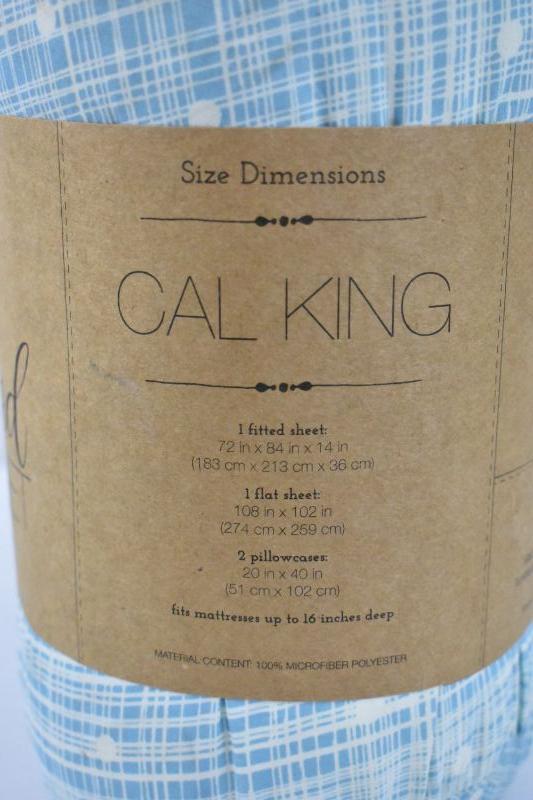 Size Dimensions
CAL KING
1 fitted sheet:
72 in x 84 in x 14 in
(183 cm x 213 cm x 36 cm)
1 flat sheet:
108 in x 102 in
(274 cm x 259 cm)
2 pillowcases:
20 in x 40 in
(51 cm x 102 cm)
fits mattresses up to 16 inches deep
MATERIAL CONTENT: 100% MICROFIBER POLYESTER